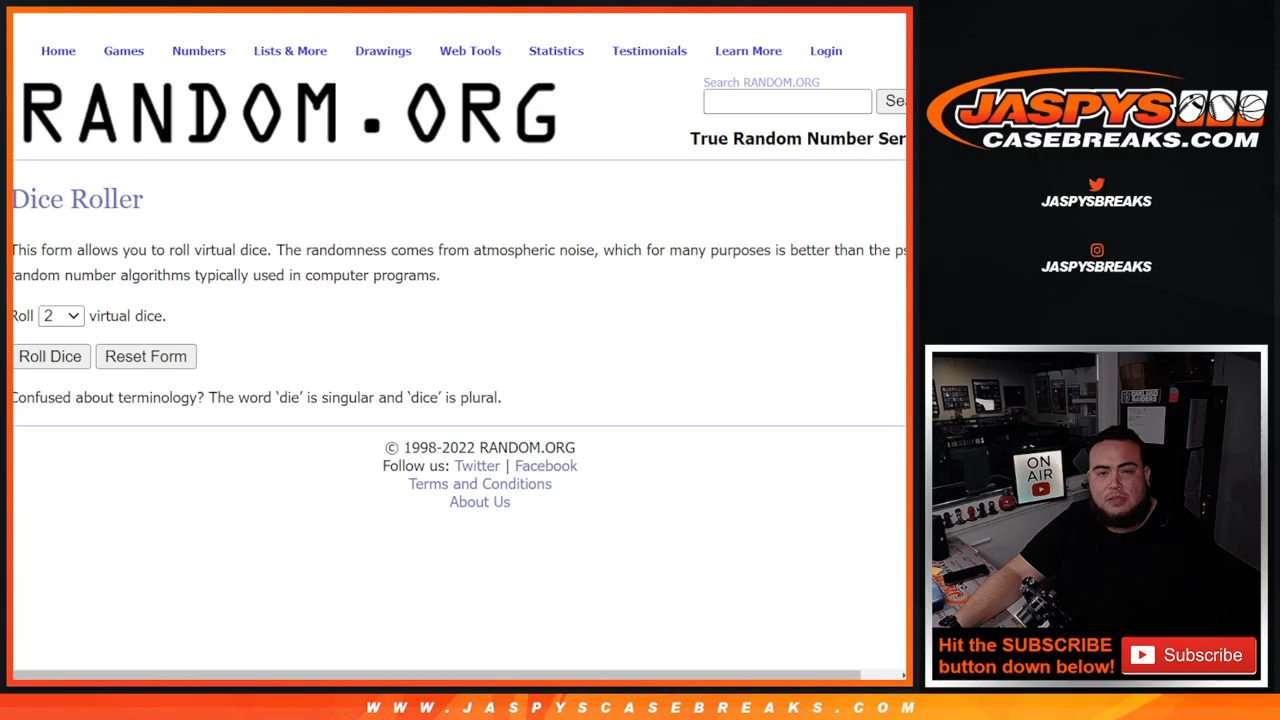 Home Games Numbers Lists & More Drawings Web Tools Statistics Testimonials Learn More Login
RANDOM.ORG
Search RANDOM.ORG
Sea
True Random Number Ser
Dice Roller
This form allows you to roll virtual dice. The randomness comes from atmospheric noise, which for many purposes is better than the ps
random number algorithms typically used in computer programs.
Roll 2 virtual dice.
Roll Dice Reset Form
Confused about terminology? The word ‘die’ is singular and ‘dice’ is plural.
© 1998-2022 RANDOM.ORG
Follow us: Twitter | Facebook
Terms and Conditions
About Us
JASPYS
CASEBREAKS.COM
JASPYSBREAKS
JASPYSBREAKS
OAKLAND
RAIDERS
ON
AIR
Hit the SUBSCRIBE
button down below!
Subscribe
WWW.JASPYSCASEBREAKS.COM